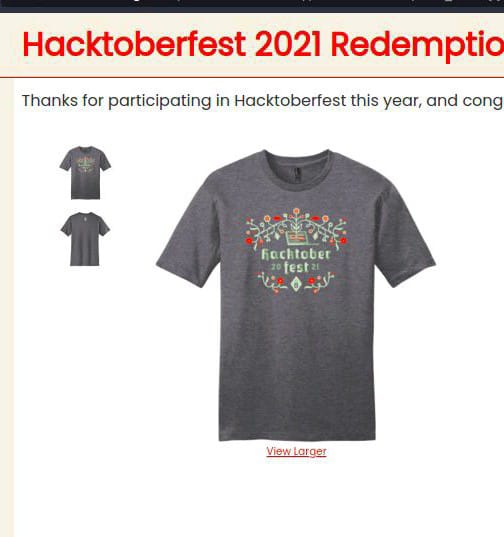 Hacktoberfest 2021 Redemptio
Thanks for participating in Hacktoberfest this year, and cong
hacktober
20 fest 21
View Larger